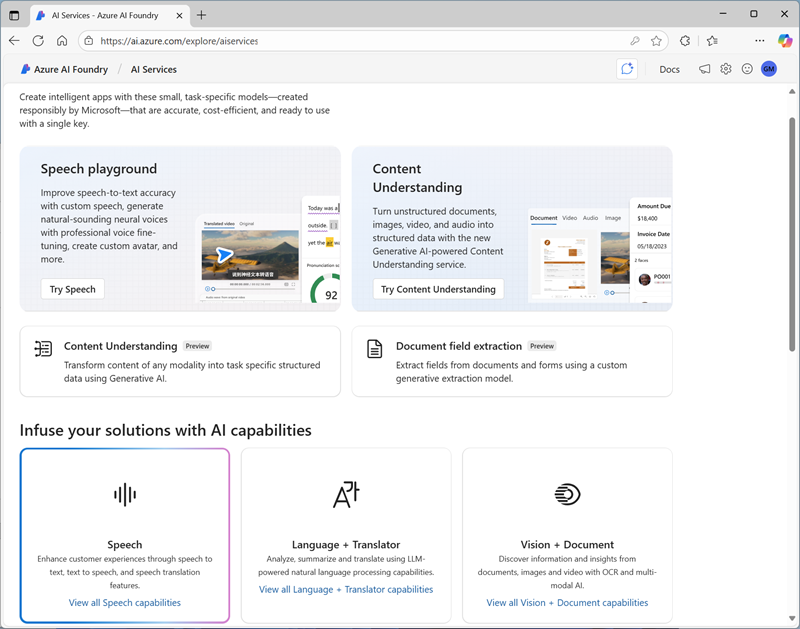 AI Services - Azure AI Foundry
https://ai.azure.com/explore/aiservices
Azure AI Foundry / AI Services
Docs
GM
Create intelligent apps with these small, task-specific models—created
responsibly by Microsoft—that are accurate, cost-efficient, and ready to use
with a single key.
Speech playground
Improve speech-to-text accuracy
with custom speech, generate
natural-sounding neural voices
with professional voice fine-
tuning, create custom avatar, and
more.
Try Speech
Translated video Original
Today was a
outside.
yet the
Pronunciation sc
92
Content
Understanding
Turn unstructured documents,
images, video, and audio into
structured data with the new
Generative AI-powered Content
Understanding service.
Try Content Understanding
Document Video Audio Image
Amount Due
$18,400
Invoice Date
05/18/2023
2 faces
PO001
Content Understanding Preview
Transform content of any modality into task specific structured
data using Generative AI.
Document field extraction Preview
Extract fields from documents and forms using a custom
generative extraction model.
Infuse your solutions with AI capabilities
Speech
Enhance customer experiences through speech to
text, text to speech, and speech translation
features.
View all Speech capabilities
Language + Translator
Analyze, summarize and translate using LLM-
powered natural language processing capabilities.
View all Language + Translator capabilities
Vision + Document
Discover information and insights from
documents, images and video with OCR and multi-
modal AI.
View all Vision + Document capabilities